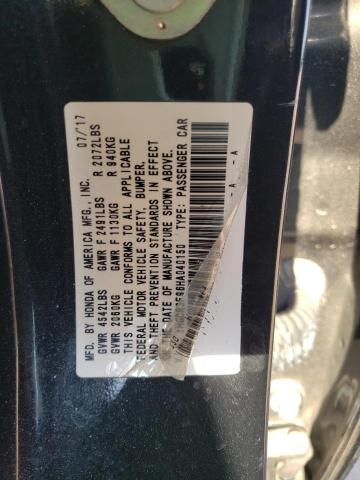 MFD. BY HONDA OF AMERICA MFG., INC. 07/17
GVWR 4542LBS GAWR F 2491LBS R 2072LBS
GVWR 2060KG GAWR F 1130KG R 940KG
THIS VEHICLE CONFORMS TO ALL APPLICABLE
FEDERAL MOTOR VEHICLE SAFETY, BUMPER,
AND THEFT PREVENTION STANDARDS IN EFFECT
ON THE DATE OF MANUFACTURE SHOWN ABOVE.
TYPE: PASSENGER CAR
A - A